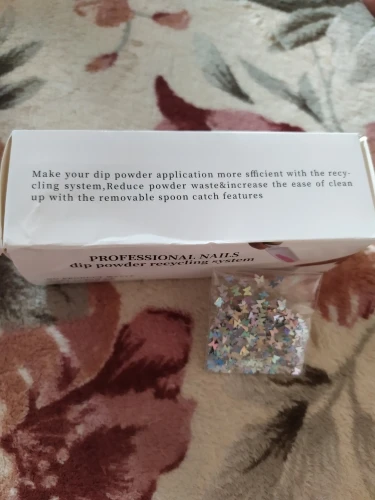 Make your dip powder application more sfficient with the recy-
cling system,Reduce powder waste&increase the ease of clean
up with the removable spoon catch features
PROFESSIONAL NAILS
dip powder recycling system